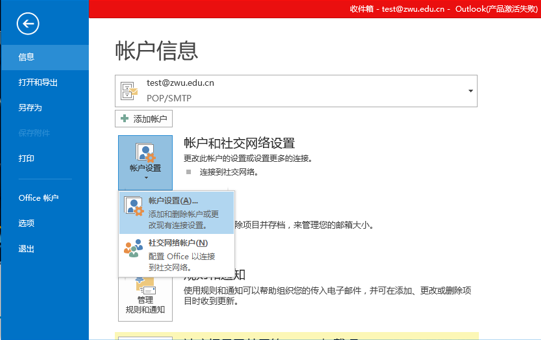 收件箱 - test@zwu.edu.cn - Outlook(产品激活失败)
信息
打开和导出
另存为
保存附件
打印
Office 帐户
选项
退出
帐户信息
test@zwu.edu.cn
POP/SMTP
添加帐户
帐户设置
帐户和社交网络设置
更改此帐户的设置或设置更多的连接。
连接到社交网络。
帐户设置(A)...
添加和删除帐户或更
改现有连接设置。
除项目并存档，来管理您的邮箱大小。
社交网络帐户(N)
配置 Office 以连接
到社交网络。
规则和通知
管理
规则和通知
使用规则和通知可以帮助组织您的传入电子邮件，并可在添加、更改或删除项
目时收到更新。